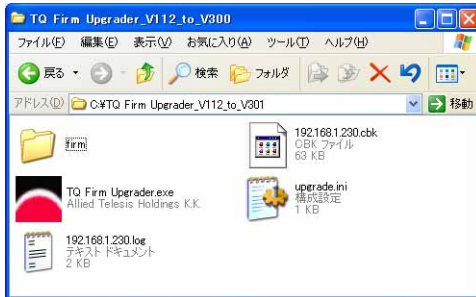 TQ Firm Upgrader_V112_to_V300
ファイル(F) 編集(E) 表示(V) お気に入り(A) ツール(T) ヘルプ(H)
戻る 検索 フォルダ
アドレス(D) C:¥TQ Firm Upgrader_V112_to_V301 移動
firm
192.168.1.230.cbk
CBK ファイル
63 KB
TQ Firm Upgrader.exe
Allied Telesis Holdings K.K.
upgrade.ini
構成設定
1 KB
192.168.1.230.log
テキスト ドキュメント
2 KB